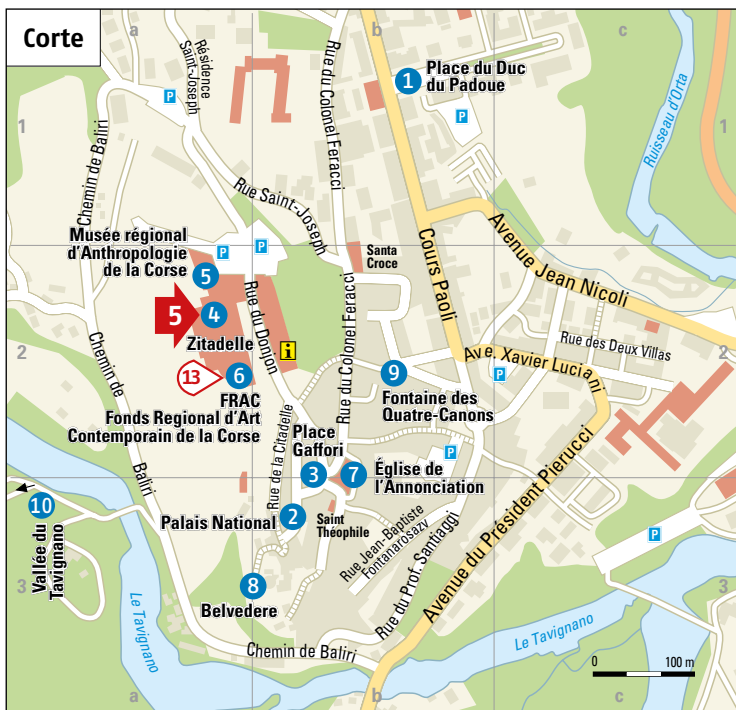 Corte
a
b
c
Résidence
Saint-Joseph
P
Rue du Colonel Feracci
1
Place du Duc
du Padoue
P
Ruisseau d'Orta
1
1
Chemin de Baliri
Rue Saint-Joseph
Musée régional
d'Anthropologie
de la Corse
P
P
Santa
Croce
Cours Paoli
Avenue Jean Nicoli
5
5
4
Zitadelle
Rue du Donjon
i
Rue du Colonel Feracci
Rue des Deux Villas
2
2
Chemin de
Baliri
13
6
FRAC
Fonds Regional d'Art
Contemporain de la Corse
9
Fontaine des
Quatre-Canons
Ave. Xavier Luciani
P
Place
Gaffori
3
7
Église de
l'Annonciation
P
Rue de la Citadelle
10
Vallée du
Tavignano
Palais National
2
Saint
Théophile
Rue Jean-Baptiste
Fontanarosazv
Rue du Prof. Santiaggi
Avenue du Président Pierucci
P
3
3
8
Belvedere
Le Tavignano
Chemin de Baliri
Le Tavignano
0
100 m
a
b
c